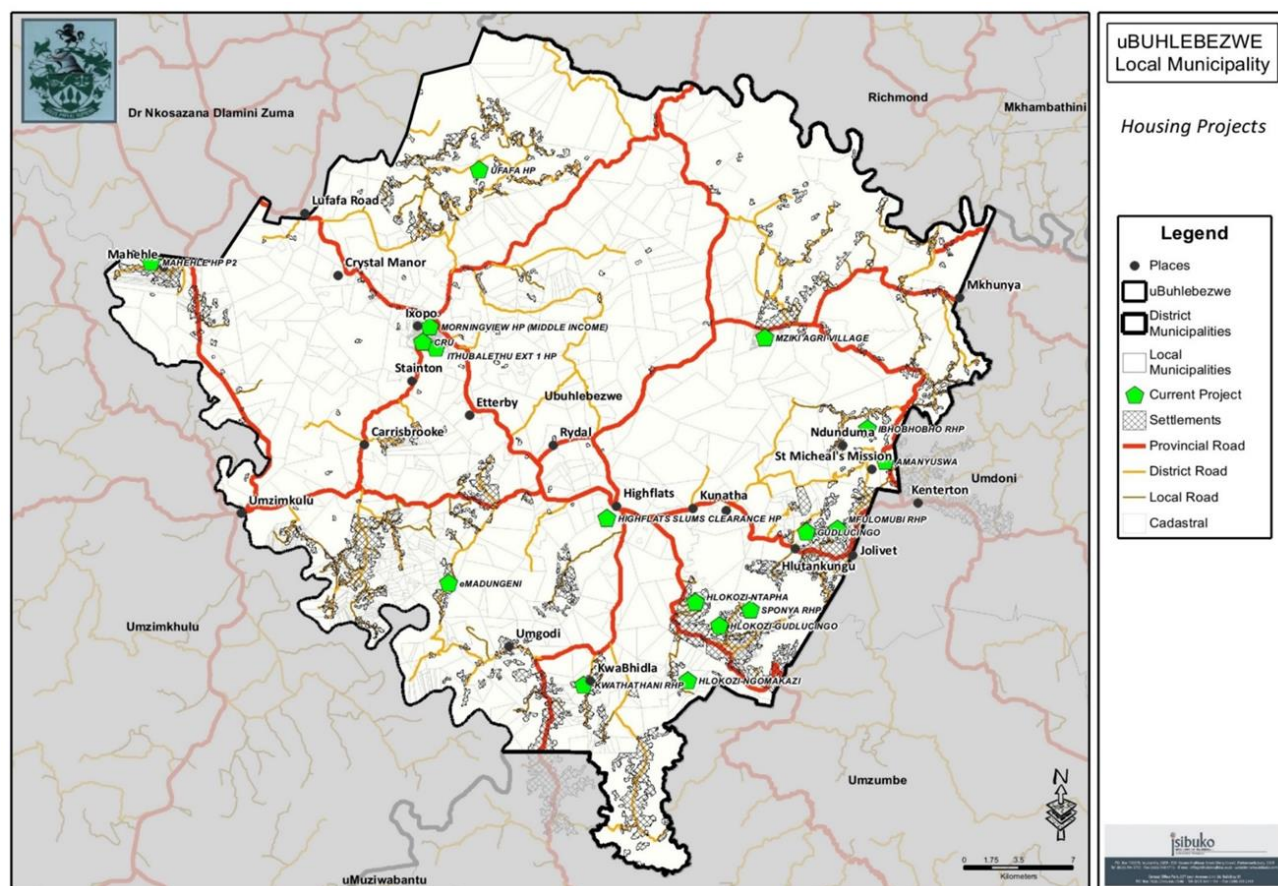 uBUHLEBEZWE
Local Municipality
Housing Projects
Legend
Places
uBuhlebezwe
District
Municipalities
Local
Municipalities
Current Project
Settlements
Provincial Road
District Road
Local Road
Cadastral
Richmond
Mkhambathini
Dr Nkosazana Dlamini Zuma
UFAFA HP
Lufafa Road
Mahehle
MAHEHLE HP P2
Crystal Manor
Mkhunya
Ixopo
MORNINGVIEW HP (MIDDLE INCOME)
MZIKI AGRI-VILLAGE
CRU
ITHUBALETHU EXT 1 HP
Stainton
Etterby
Ubuhlebezwe
IBHOBHOBHO RHP
Carrisbrooke
Rydal
Ndunduma
St Micheal's Mission
AMANYUSWA
Umdoni
Umzimkulu
Highflats
Kunatha
Kenterton
HIGHFLATS SLUMS CLEARANCE HP
MFULOMUBI RHP
GUDLUCINGO
Hlutankungu
Jolivet
eMADUNGENI
HLOKOZI-NTAPHA
SPONYA RHP
HLOKOZI-GUDLUCINGO
Umzimkhulu
Umgodi
KwaBhidla
KWATHATHANI RHP
HLOKOZI-NGOMAKAZI
Umzumbe
uMuziwabantu
N
0 1.75 3.5 7
Kilometers
isibuko